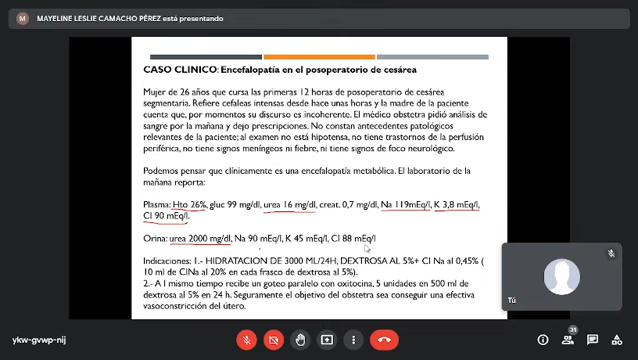 M MAYELINE LESLIE CAMACHO PÉREZ está presentando
CASO CLINICO: Encefalopatía en el posoperatorio de cesárea
Mujer de 26 años que cursa las primeras 12 horas de posoperatorio de cesárea
segmentaria. Refiere cefaleas intensas desde hace unas horas y la madre de la paciente
cuenta que, por momentos su discurso es incoherente. El médico obstetra pidió análisis de
sangre por la mañana y dejo prescripciones. No constan antecedentes patológicos
relevantes de la paciente; al examen no está hipotensa, no tiene trastornos de la perfusión
periférica, no tiene signos meníngeos ni fiebre, ni tiene signos de foco neurológico.
Podemos pensar que clínicamente es una encefalopatía metabólica. El laboratorio de la
mañana reporta:
Plasma: Hto 26%, gluc 99 mg/dl, urea 16 mg/dl, creat. 0,7 mg/dl, Na 119mEq/l, K 3,8 mEq/l,
Cl 90 mEq/l.
Orina: urea 2000 mg/dl, Na 90 mEq/l, K 45 mEq/l, Cl 88 mEq/l
Indicaciones: 1.- HIDRATACION DE 3000 ML/24H, DEXTROSA AL 5%+ Cl Na al 0,45% (
10 ml de ClNa al 20% en cada frasco de dextrosa al 5%).
2.- A l mismo tiempo recibe un goteo paralelo con oxitocina, 5 unidades en 500 ml de
dextrosa al 5% en 24 h. Seguramente el objetivo del obstetra sea conseguir una efectiva
vasoconstricción del útero.
Tú
ykw-gvwp-nij
31